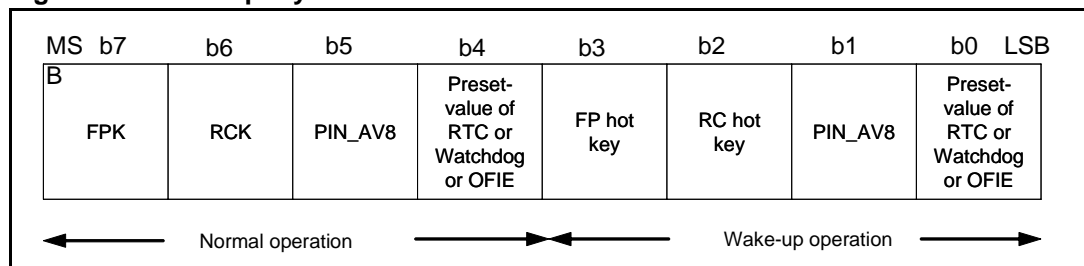 MS b7 b6 b5 b4 b3 b2 b1 b0 LSB
B
FPK
RCK
PIN_AV8
Preset-
value of
RTC or
Watchdog
or OFIE
FP hot
key
RC hot
key
PIN_AV8
Preset-
value of
RTC or
Watchdog
or OFIE
Normal operation
Wake-up operation